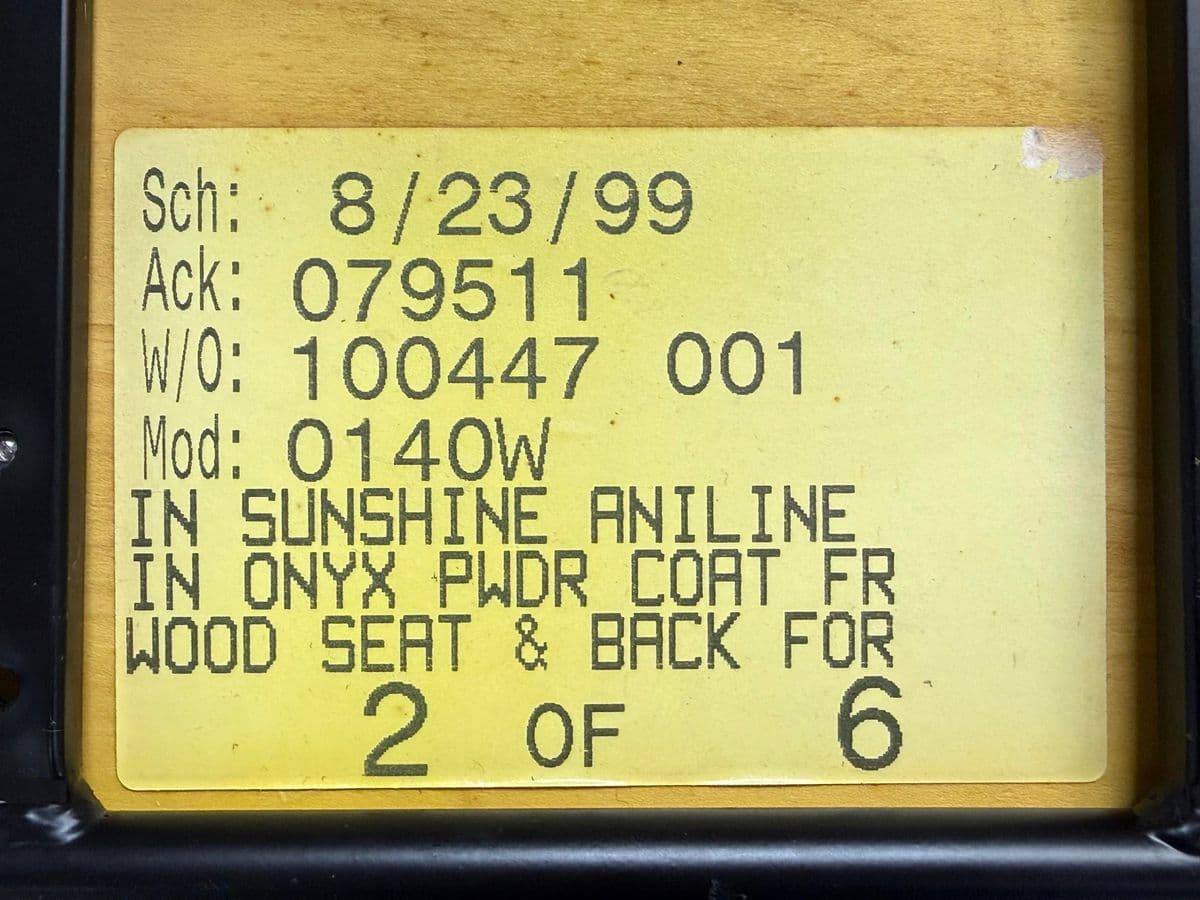 Sch: 8/23/99
Ack: 079511
W/O: 100447 001
Mod: 0140W
IN SUNSHINE ANILINE
IN ONYX PWDR COAT FR
WOOD SEAT & BACK FOR
2 OF 6